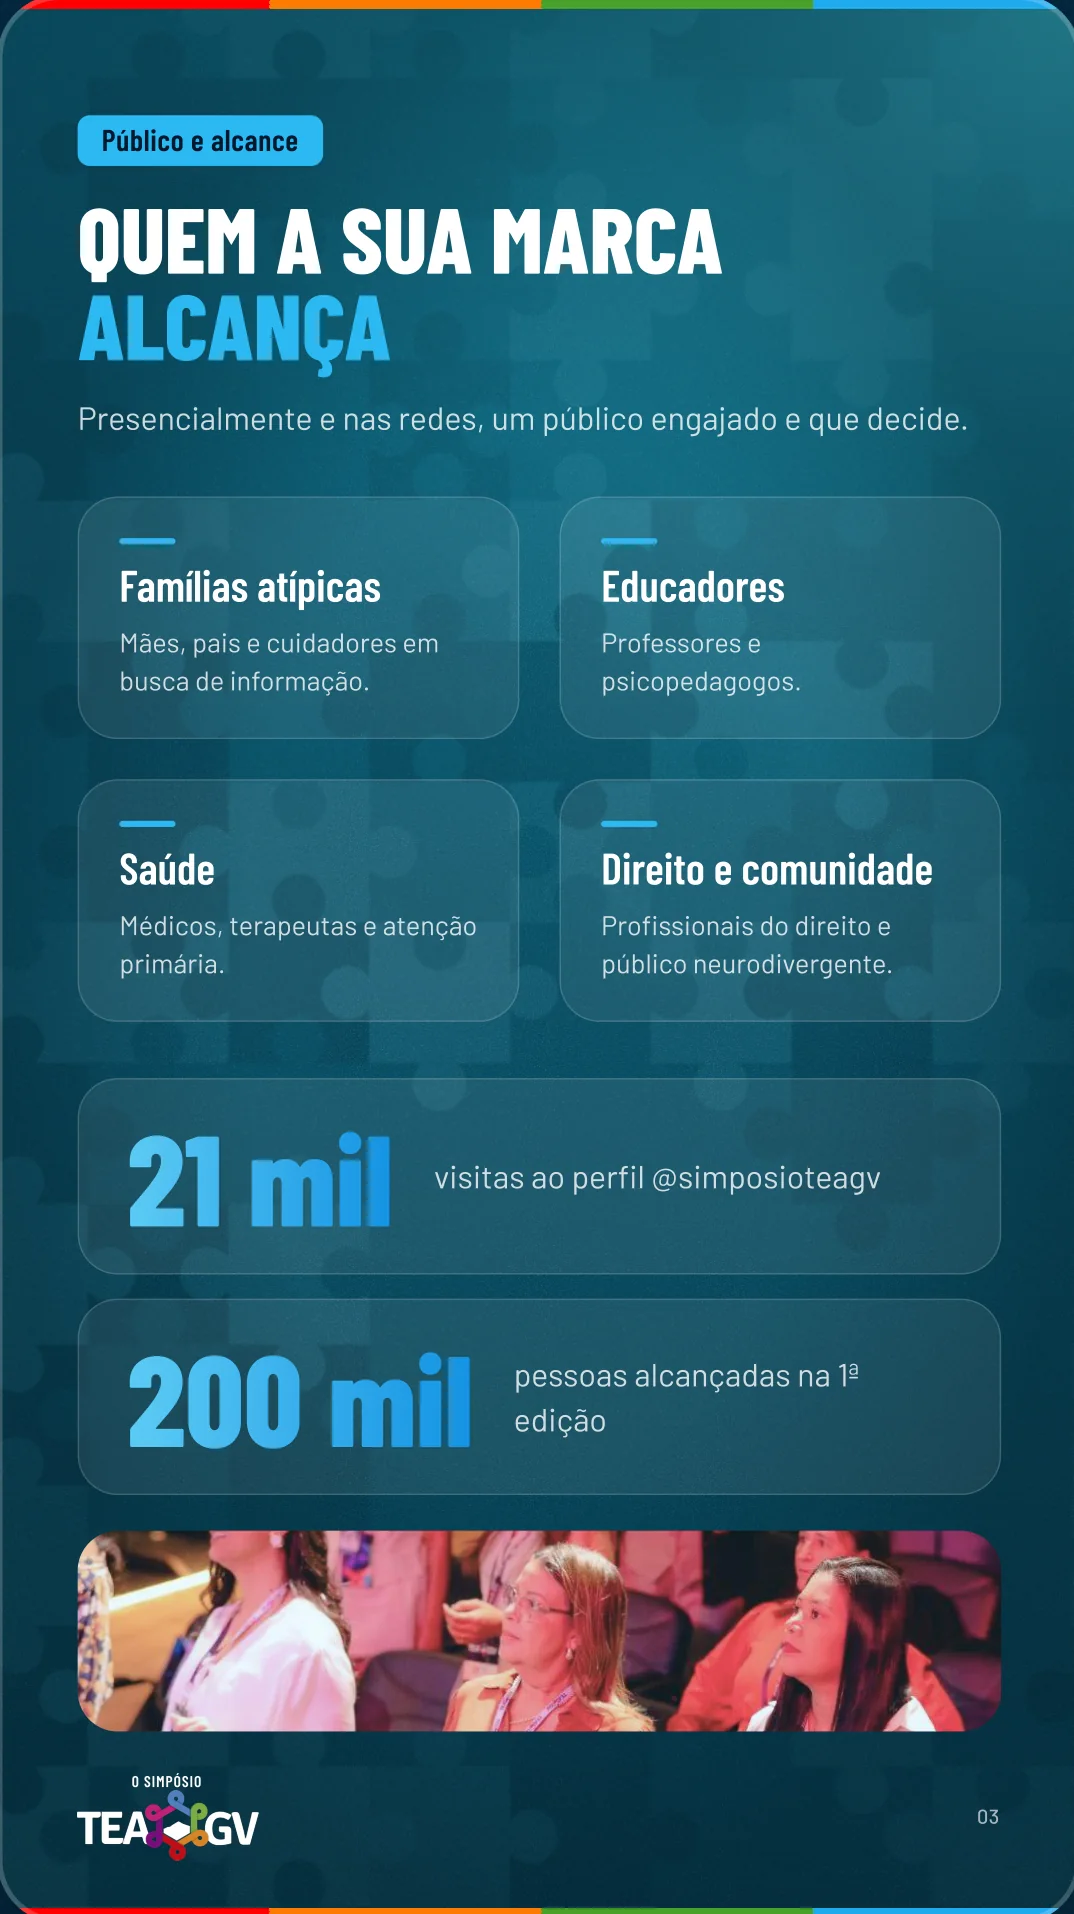 Público e alcance
QUEM A SUA MARCA
ALCANÇA
Presencialmente e nas redes, um público engajado e que decide.
Famílias atípicas
Mães, pais e cuidadores em
busca de informação.
Educadores
Professores e
psicopedagogos.
Saúde
Médicos, terapeutas e atenção
primária.
Direito e comunidade
Profissionais do direito e
público neurodivergente.
21 mil
visitas ao perfil @simposioteagv
200 mil
pessoas alcançadas na 1ª
edição
O SIMPÓSIO
TEA GV
03